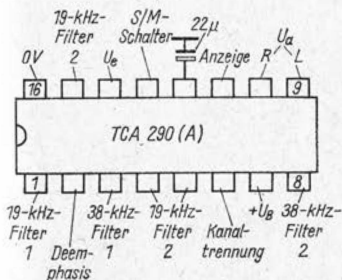 19-kHz-
Filter
2
S/M-
Schalter
22µ
Ua
0V
Ue
Anzeige
R
L
16
9
TCA 290 (A)
1
8
19-kHz-
Filter
1
Deem-
phasis
38-kHz-
Filter
1
19-kHz-
Filter
2
Kanal-
trennung
+UB
38-kHz-
Filter
2